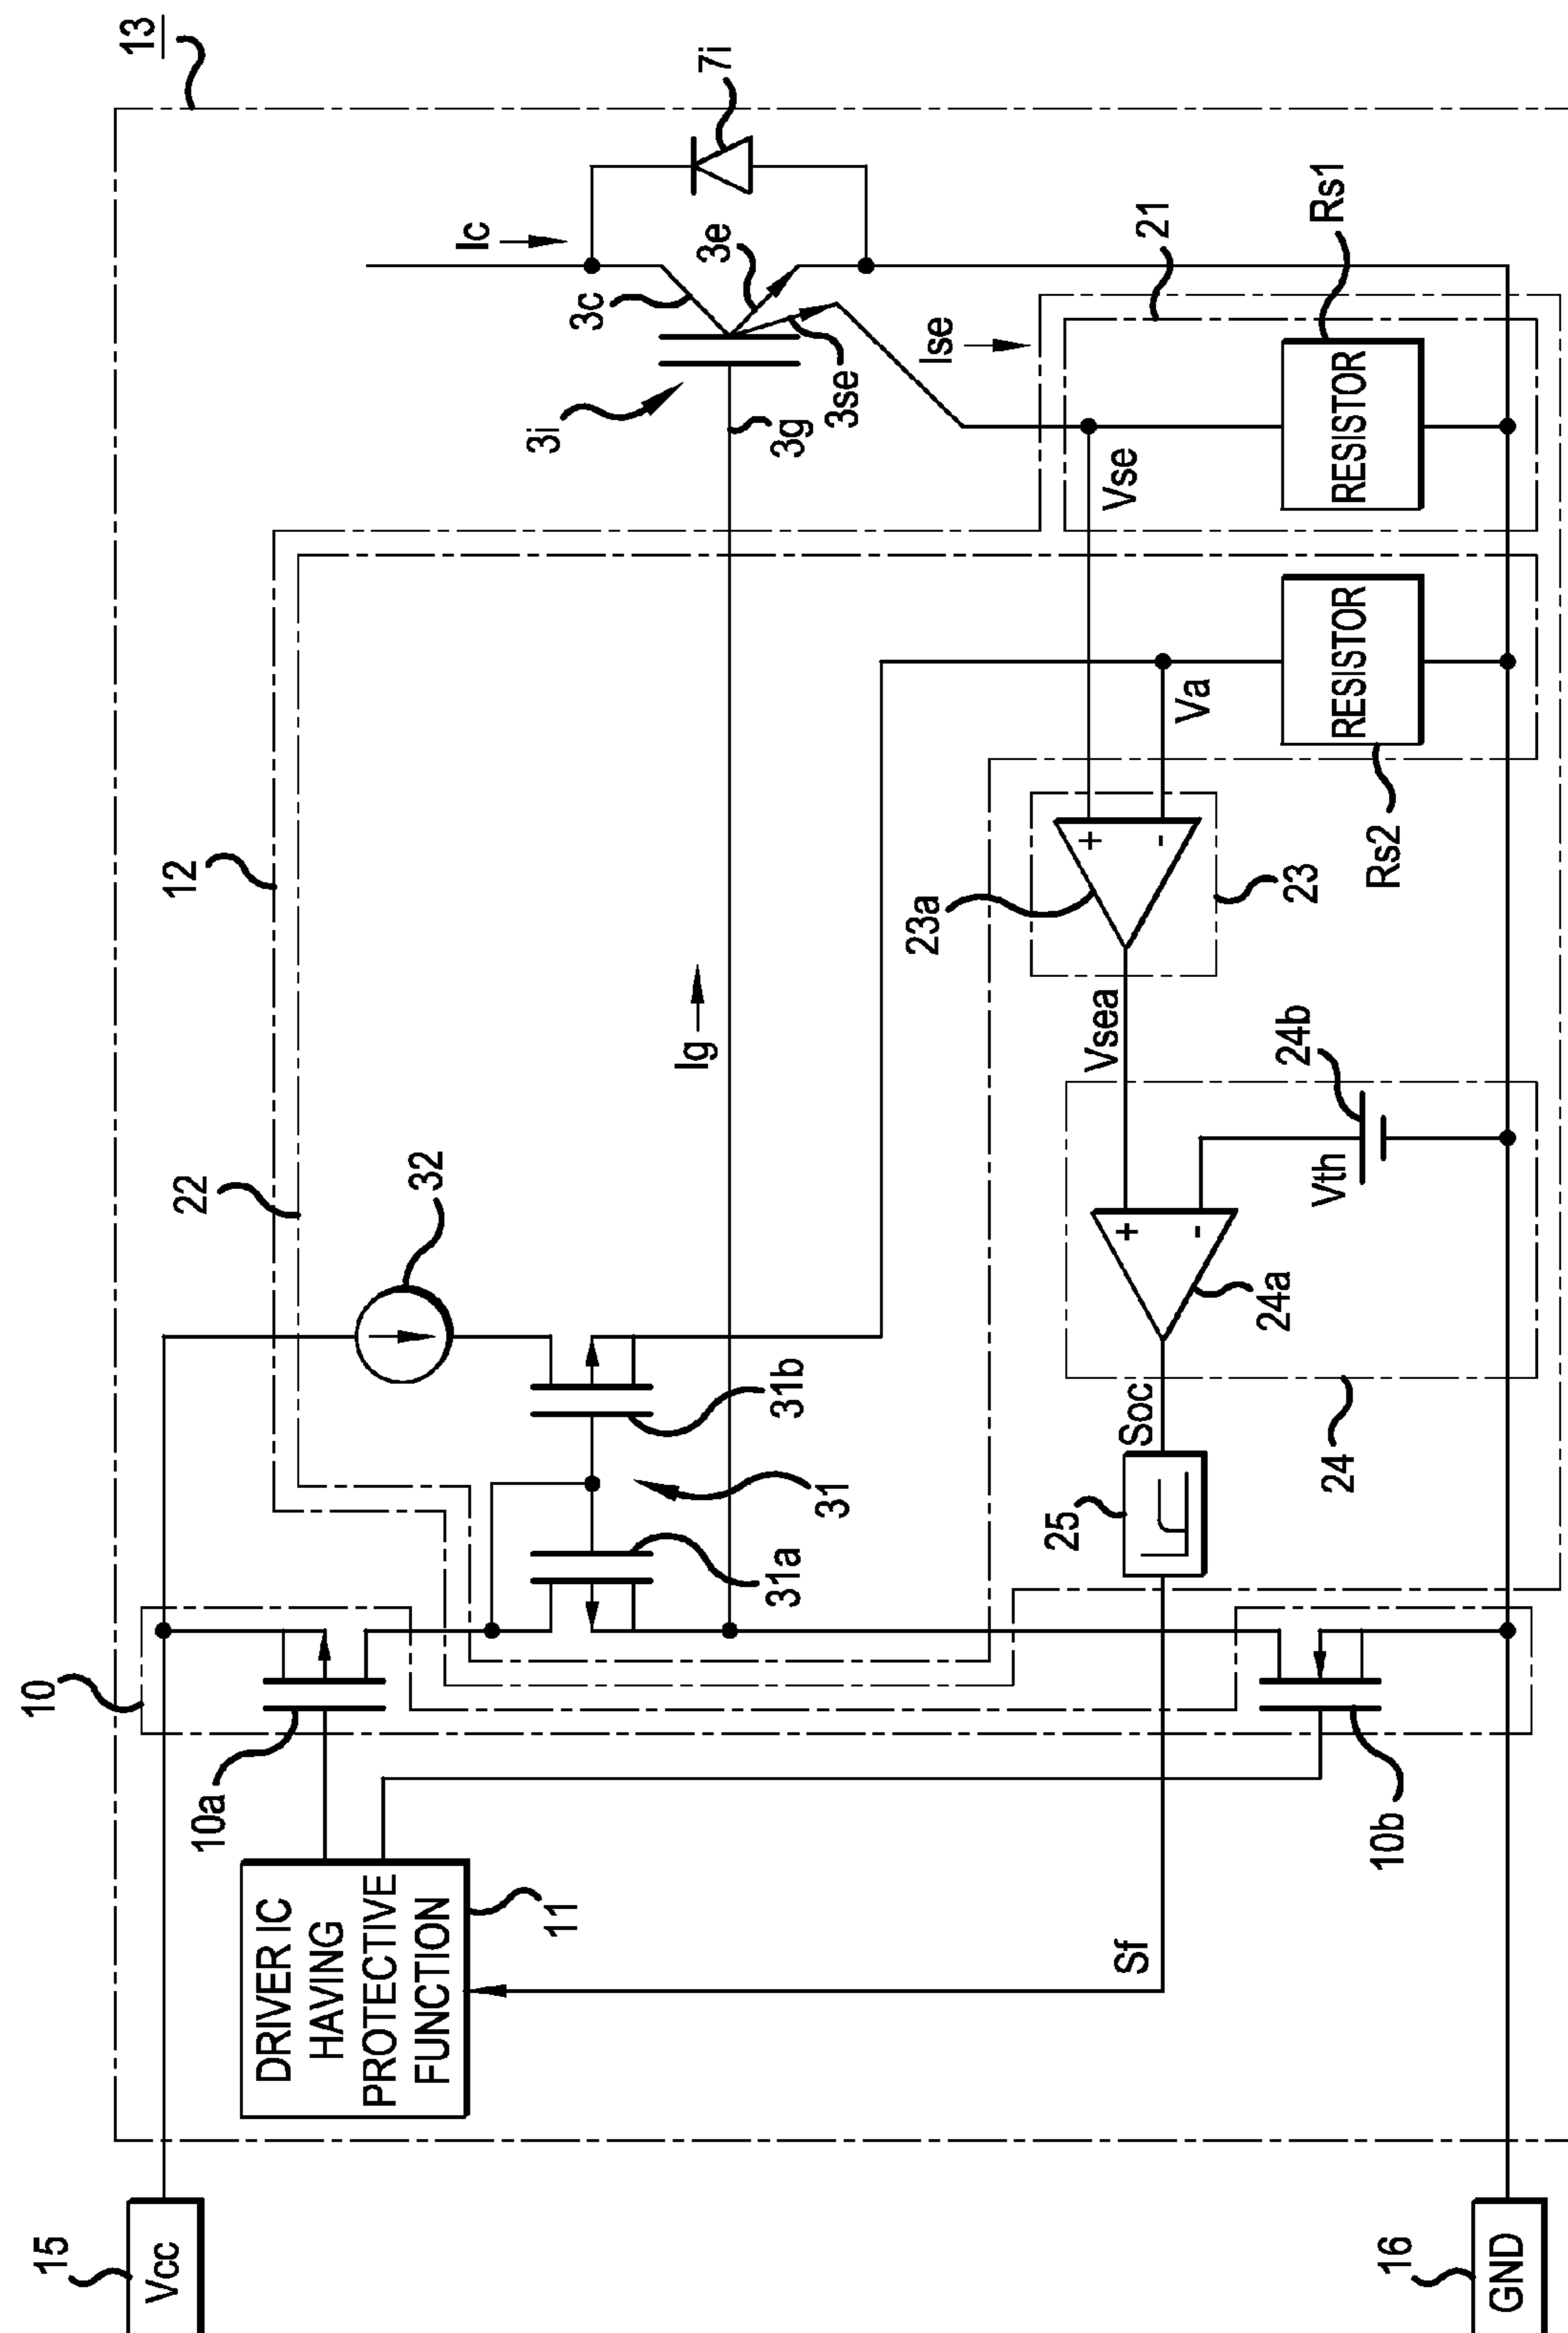 13
7i
Ic
3c
3e
3i
3g
3se
Ise
21
Rs1
RESISTOR
Vse
12
22
32
Ig
Va
RESISTOR
Rs2
23a
+
-
23
Vsea
24b
Vth
+
-
24a
24
31b
31
31a
Soc
25
10
10a
10b
DRIVER IC
HAVING
PROTECTIVE
FUNCTION
11
Sf
15
Vcc
16
GND